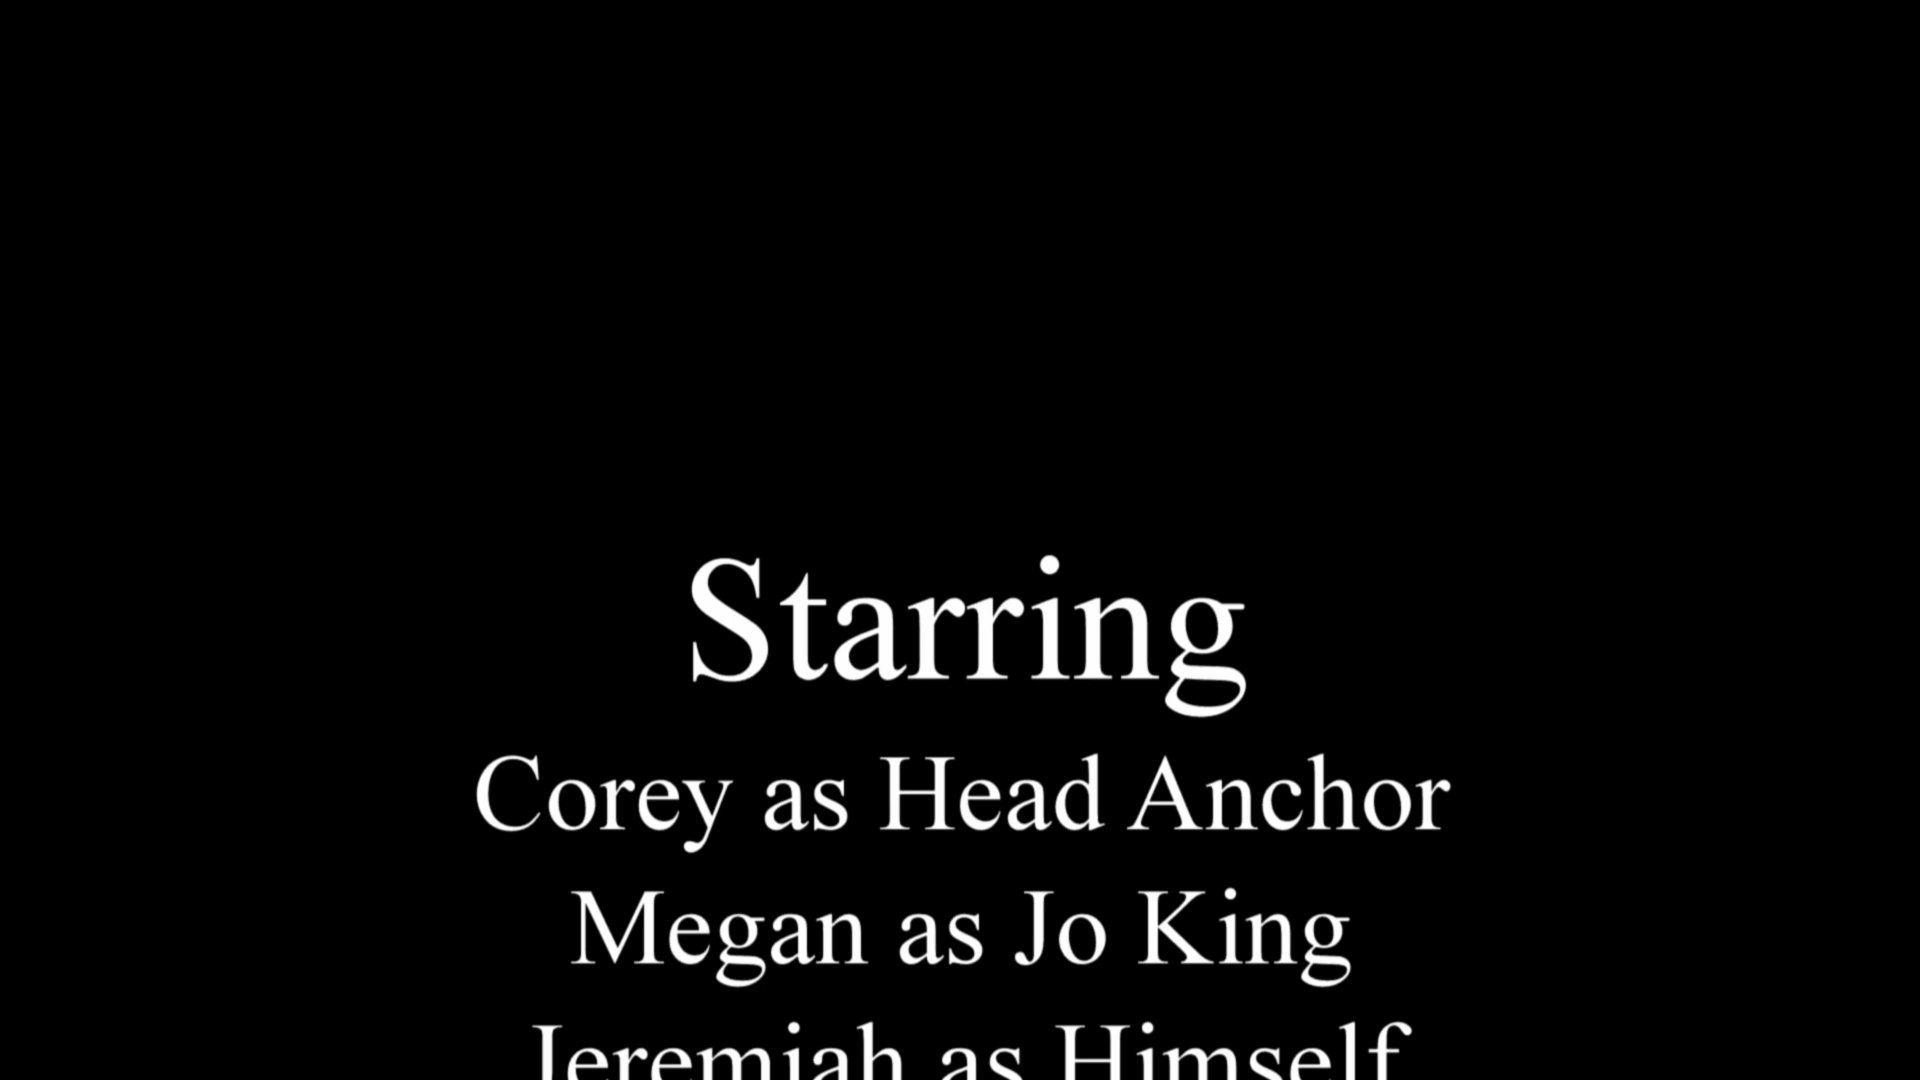 Starring
Corey as Head Anchor
Megan as Jo King
Jeremiah as Himself